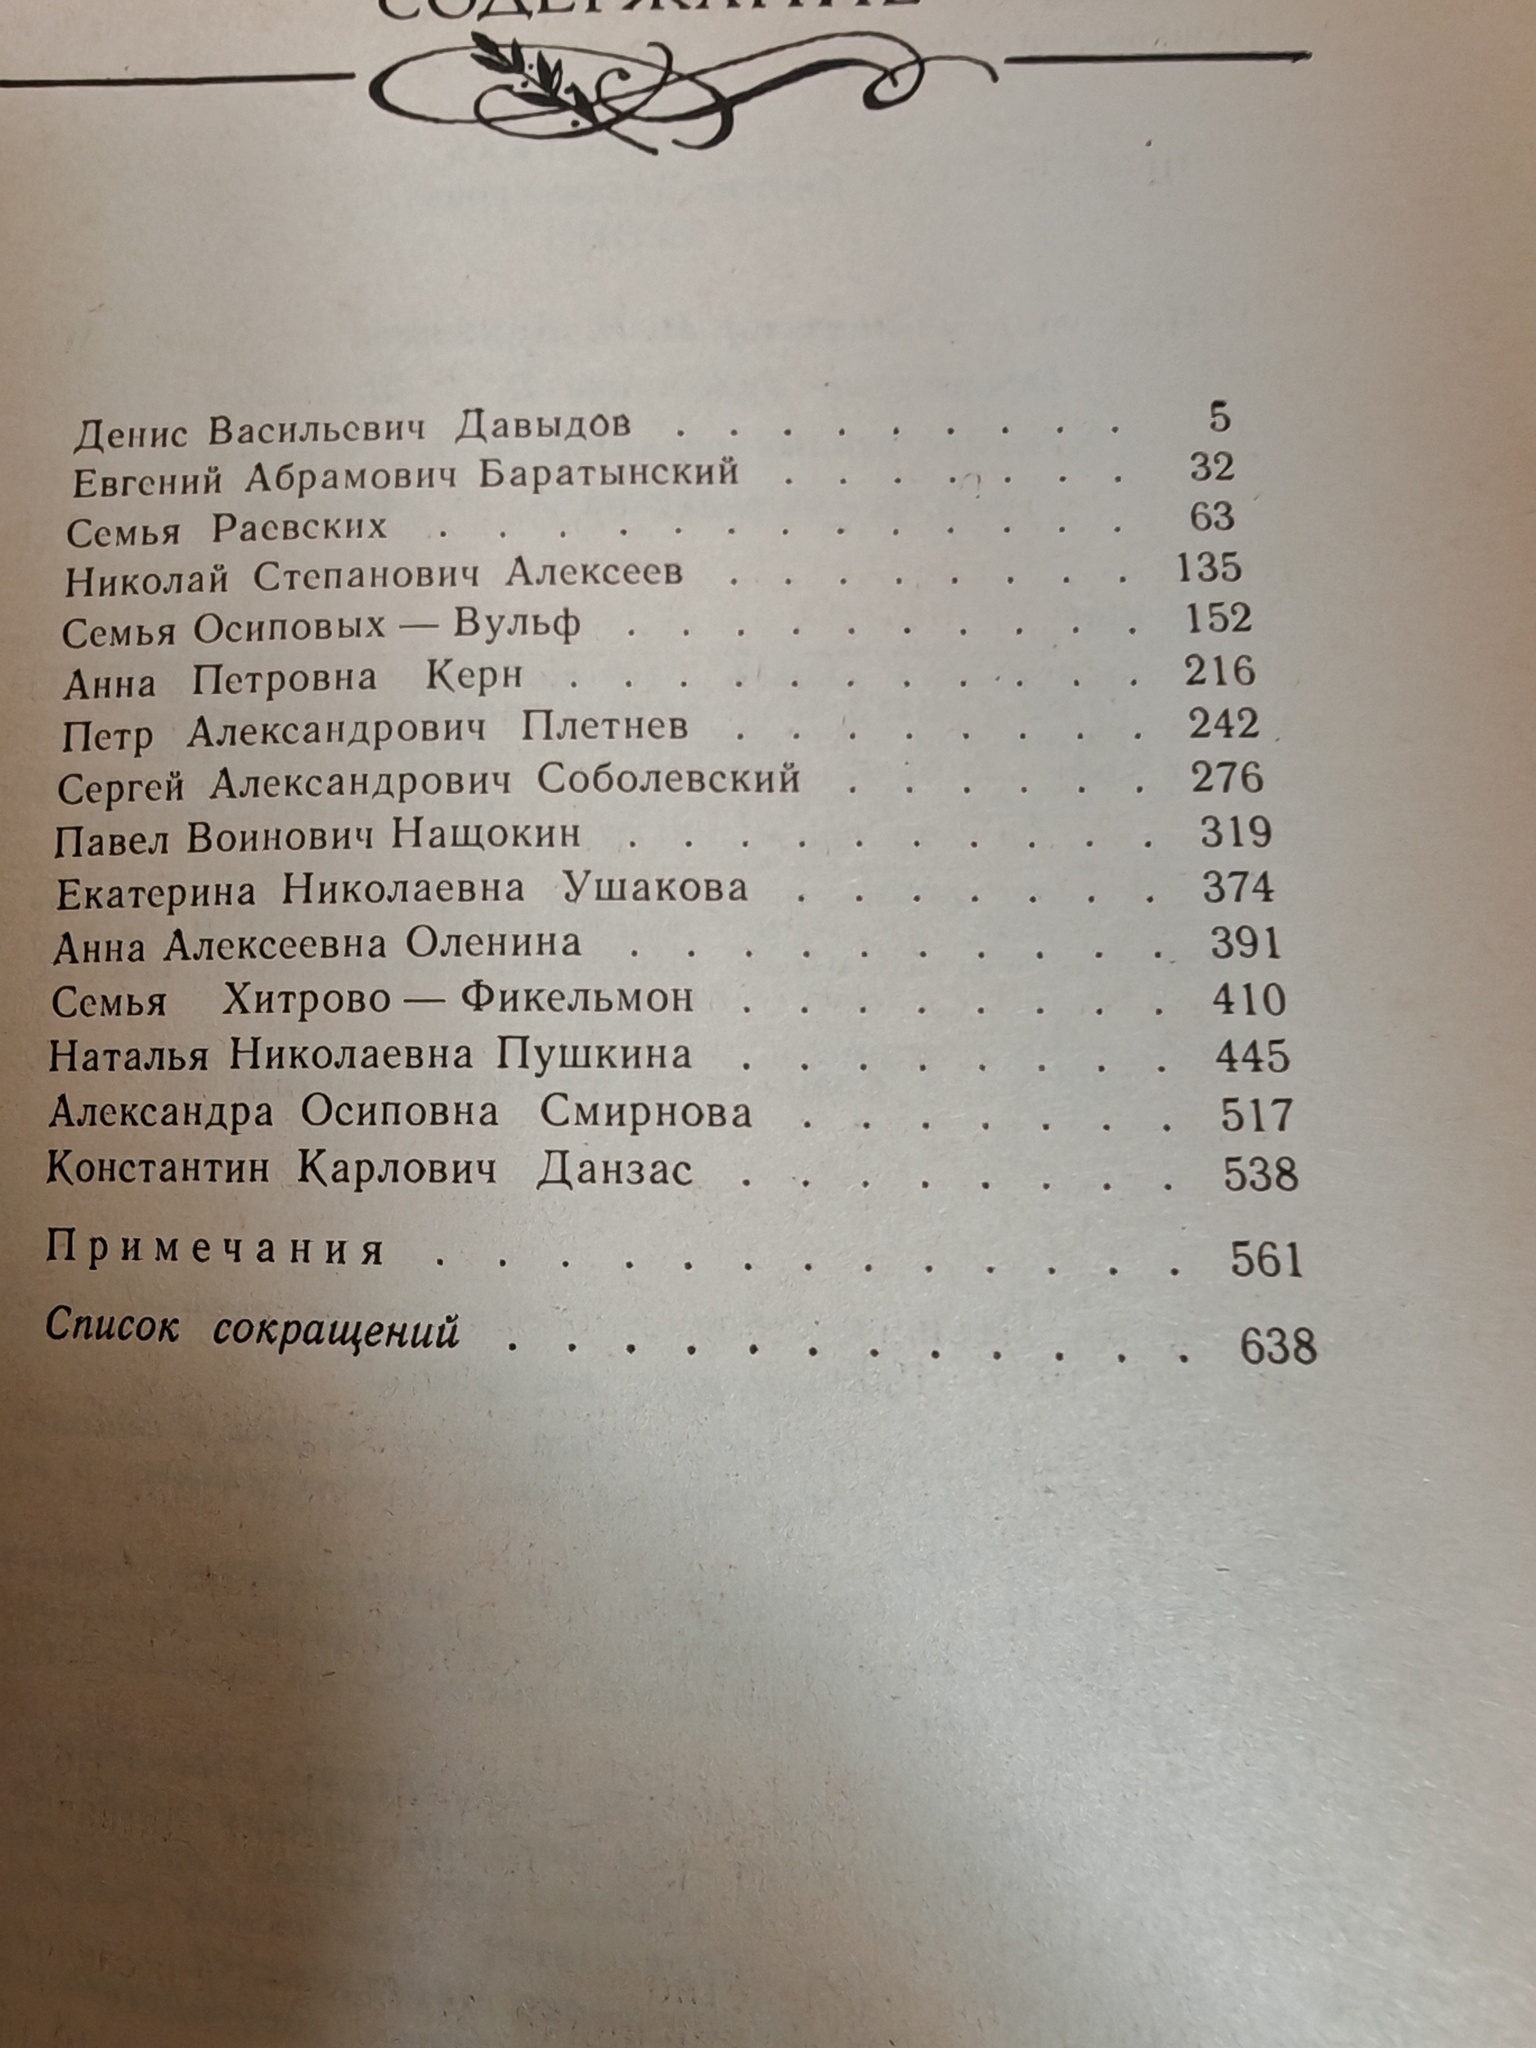 СОДЕРЖАНИЕ
Денис Васильевич Давыдов . . . . . . . . . 5
Евгений Абрамович Баратынский . . . . . . . 32
Семья Раевских . . . . . . . . . . . . 63
Николай Степанович Алексеев . . . . . . . . 135
Семья Осиповых — Вульф . . . . . . . . . . 152
Анна Петровна Керн . . . . . . . . . . . 216
Петр Александрович Плетнев . . . . . . . . 242
Сергей Александрович Соболевский . . . . . . 276
Павел Воинович Нащокин . . . . . . . . . . 319
Екатерина Николаевна Ушакова . . . . . . . 374
Анна Алексеевна Оленина . . . . . . . . . . 391
Семья Хитрово — Фикельмон . . . . . . . . 410
Наталья Николаевна Пушкина . . . . . . . . 445
Александра Осиповна Смирнова . . . . . . . 517
Константин Карлович Данзас . . . . . . . . 538
Примечания . . . . . . . . . . . . . 561
Список сокращений . . . . . . . . . . . . 638